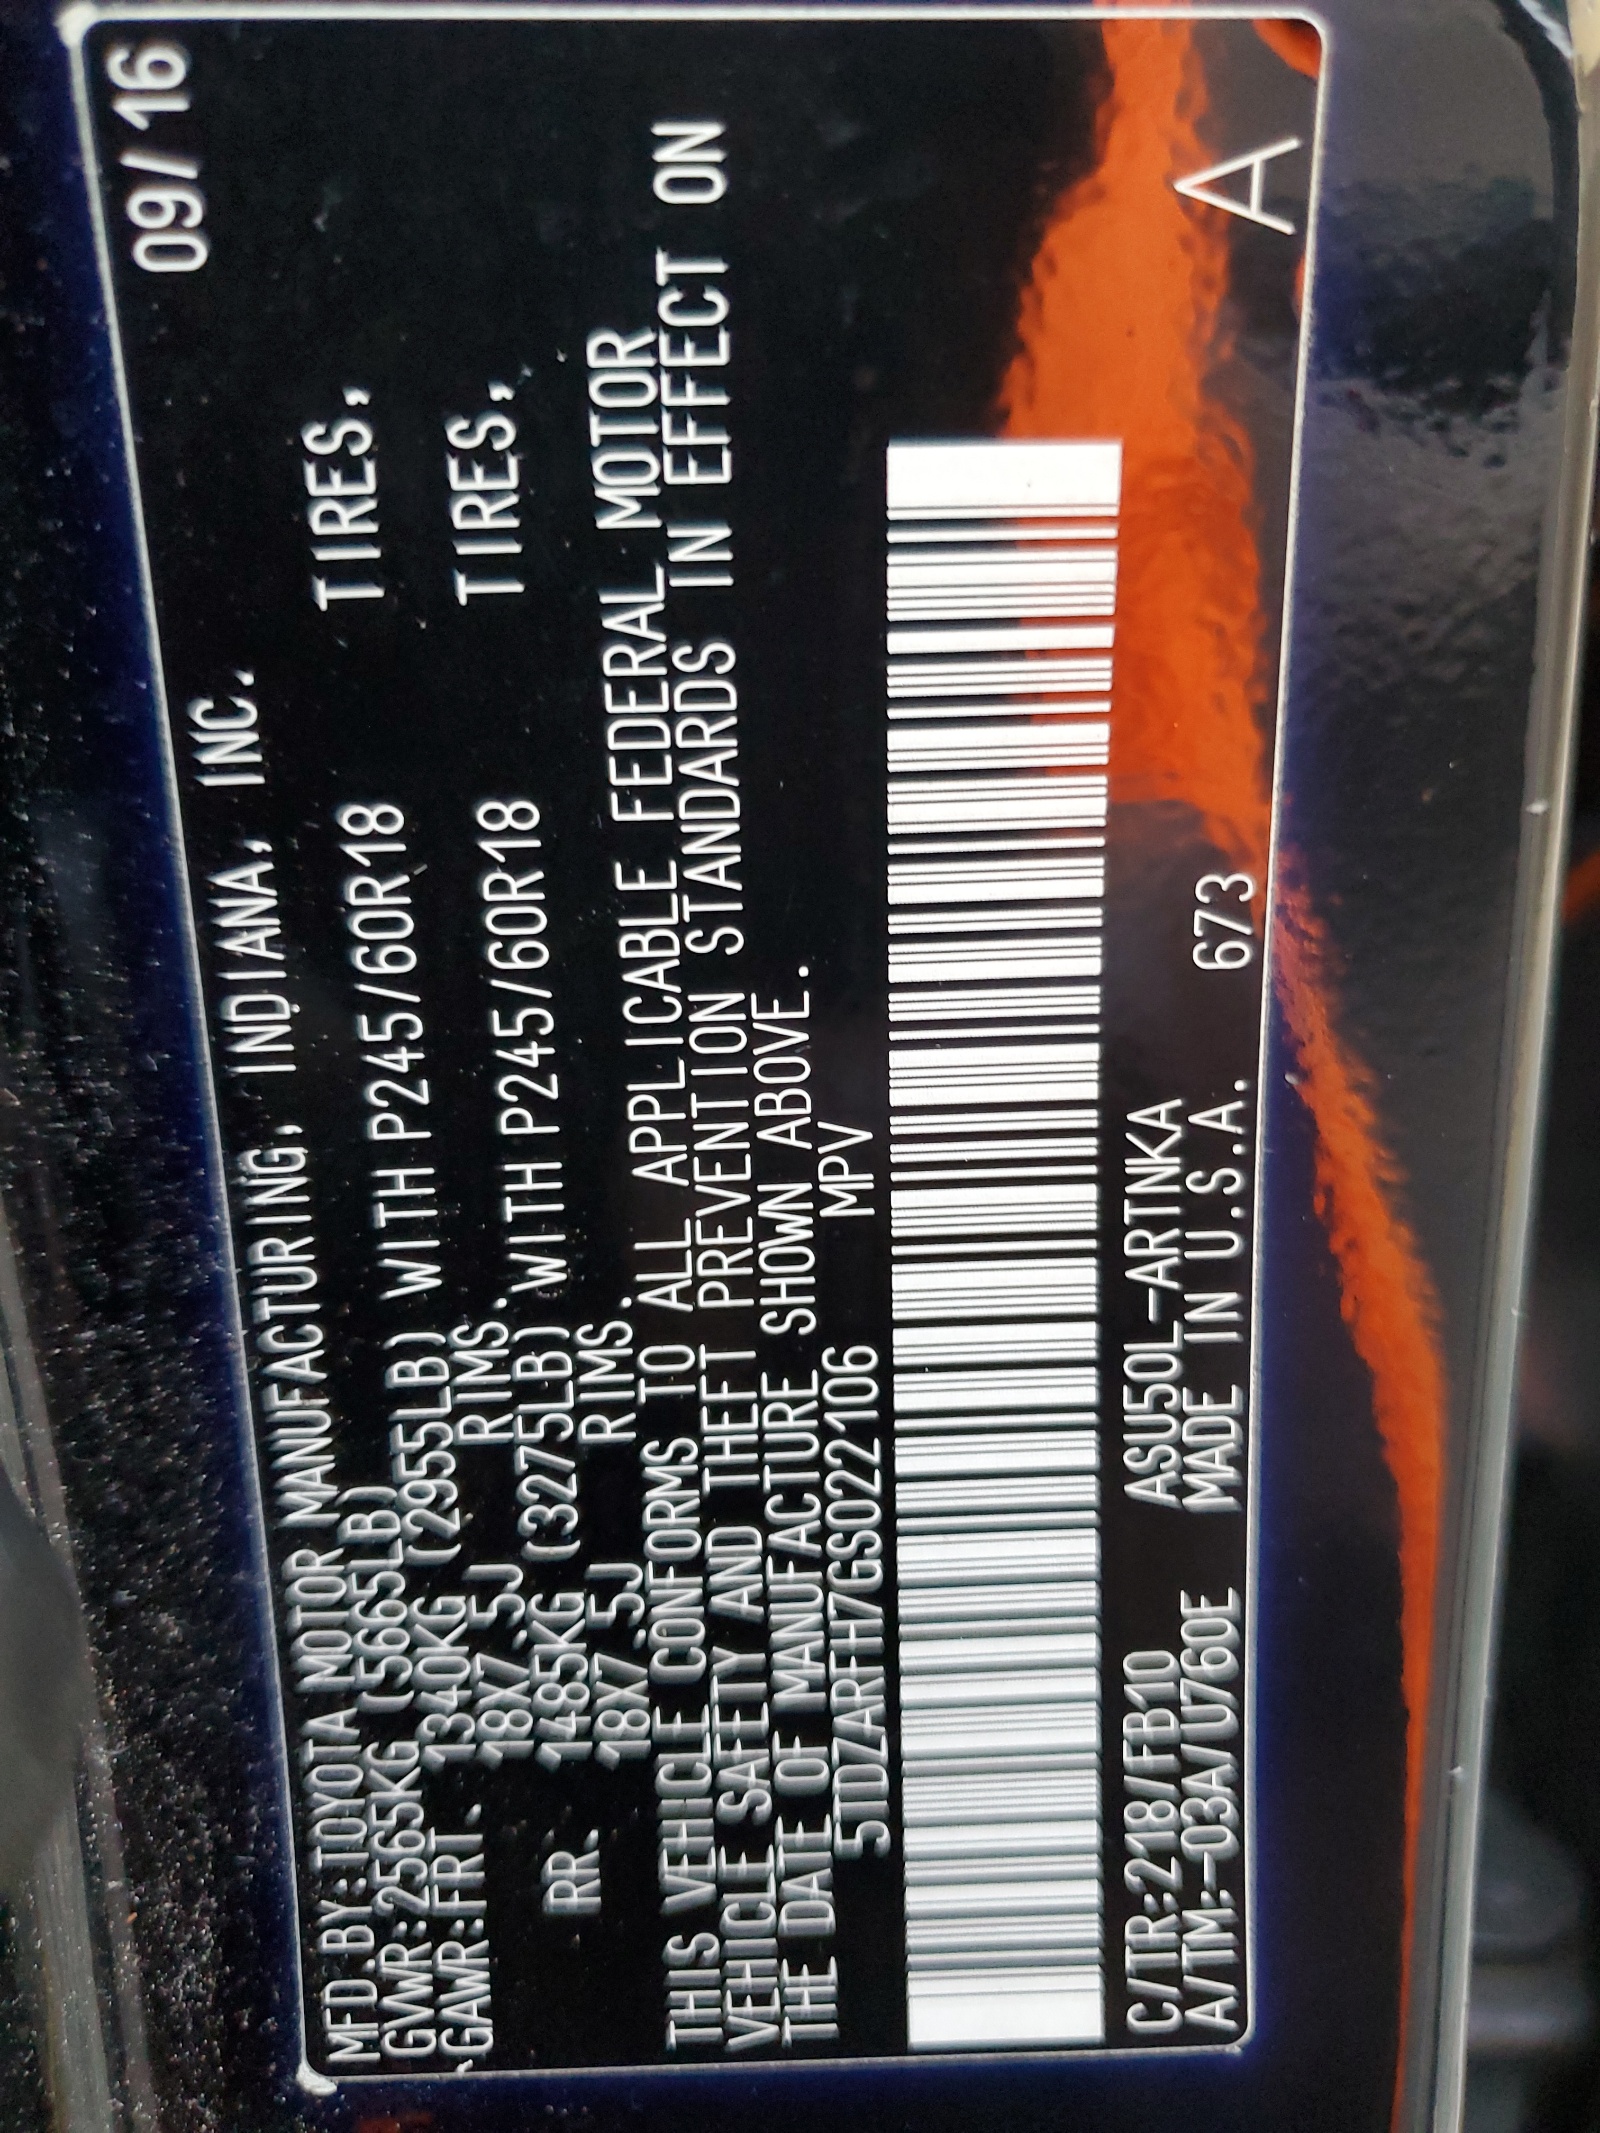 09/16
MFD.BY:TOYOTA MOTOR MANUFACTURING, INDIANA, INC.
GVWR:2565KG (5665LB)
GAWR:FRT. 1340KG (2955LB) WITH P245/60R18 TIRES,
18X7.5J RIMS.
RR. 1485KG (3275LB) WITH P245/60R18 TIRES,
18X7.5J RIMS.
THIS VEHICLE CONFORMS TO ALL APPLICABLE FEDERAL MOTOR
VEHICLE SAFETY AND THEFT PREVENTION STANDARDS IN EFFECT ON
THE DATE OF MANUFACTURE SHOWN ABOVE.
5TDZARFH7GS022106 MPV
C/TR:218/FB10 ASU50L-ARTNKA
A/TM:-03A/U760E MADE IN U.S.A. 673
A